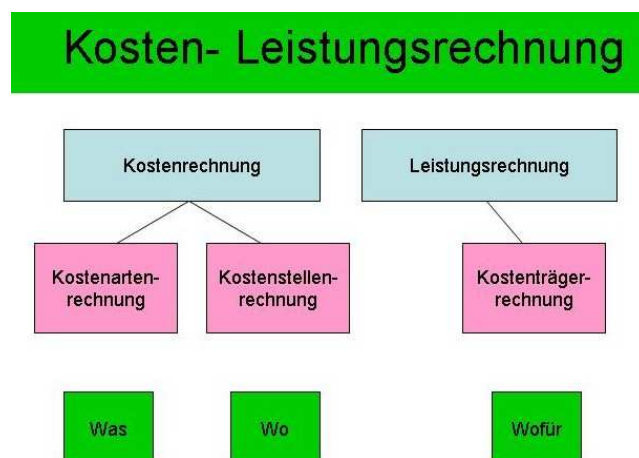 Kosten- Leistungsrechnung
Kostenrechnung
Leistungsrechnung
Kostenarten-
rechnung
Kostenstellen-
rechnung
Kostenträger-
rechnung
Was
Wo
Wofür